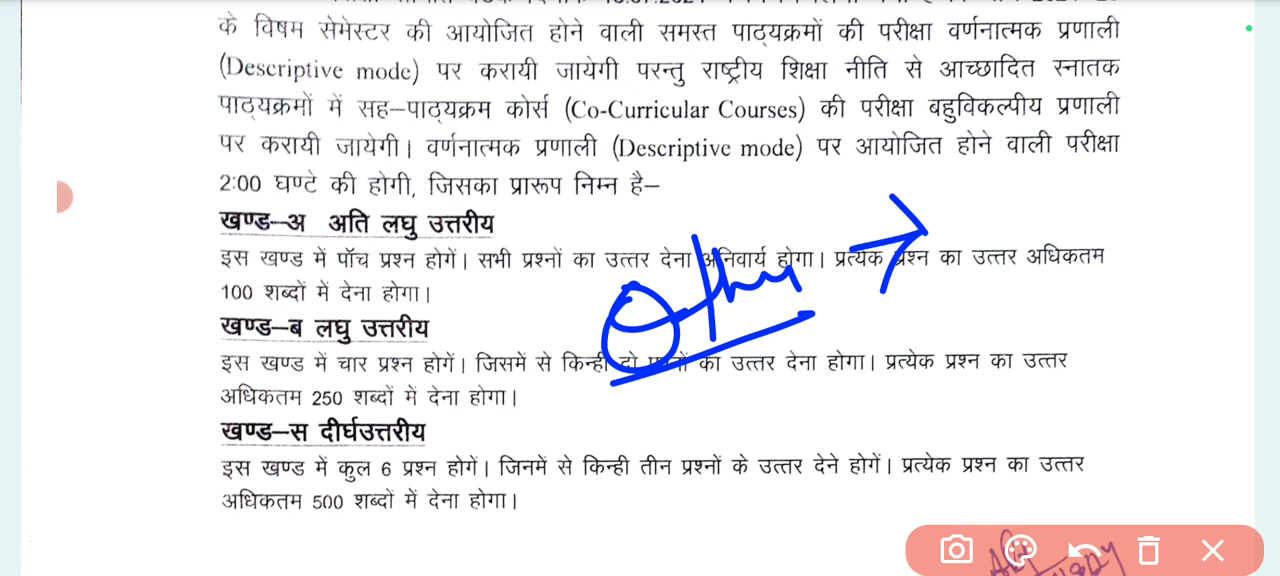 के विषम सेमेस्टर की आयोजित होने वाली समस्त पाठ्यक्रमों की परीक्षा वर्णनात्मक प्रणाली
(Descriptive mode) पर करायी जायेगी परन्तु राष्ट्रीय शिक्षा नीति से आच्छादित स्नातक
पाठ्यक्रमों में सह–पाठ्यक्रम कोर्स (Co-Curricular Courses) की परीक्षा बहुविकल्पीय प्रणाली
पर करायी जायेगी। वर्णनात्मक प्रणाली (Descriptive mode) पर आयोजित होने वाली परीक्षा
2:00 घण्टे की होगी, जिसका प्रारूप निम्न है–
खण्ड–अ अति लघु उत्तरीय
इस खण्ड में पॉच प्रश्न होगें। सभी प्रश्नों का उत्तर देना अनिवार्य होगा। प्रत्येक प्रश्न का उत्तर अधिकतम
100 शब्दों में देना होगा।
खण्ड–ब लघु उत्तरीय
इस खण्ड में चार प्रश्न होगें। जिसमें से किन्ही दो प्रश्नों का उत्तर देना होगा। प्रत्येक प्रश्न का उत्तर
अधिकतम 250 शब्दों में देना होगा।
खण्ड–स दीर्घउत्तरीय
इस खण्ड में कुल 6 प्रश्न होगें। जिनमें से किन्ही तीन प्रश्नों के उत्तर देने होगें। प्रत्येक प्रश्न का उत्तर
अधिकतम 500 शब्दों में देना होगा।